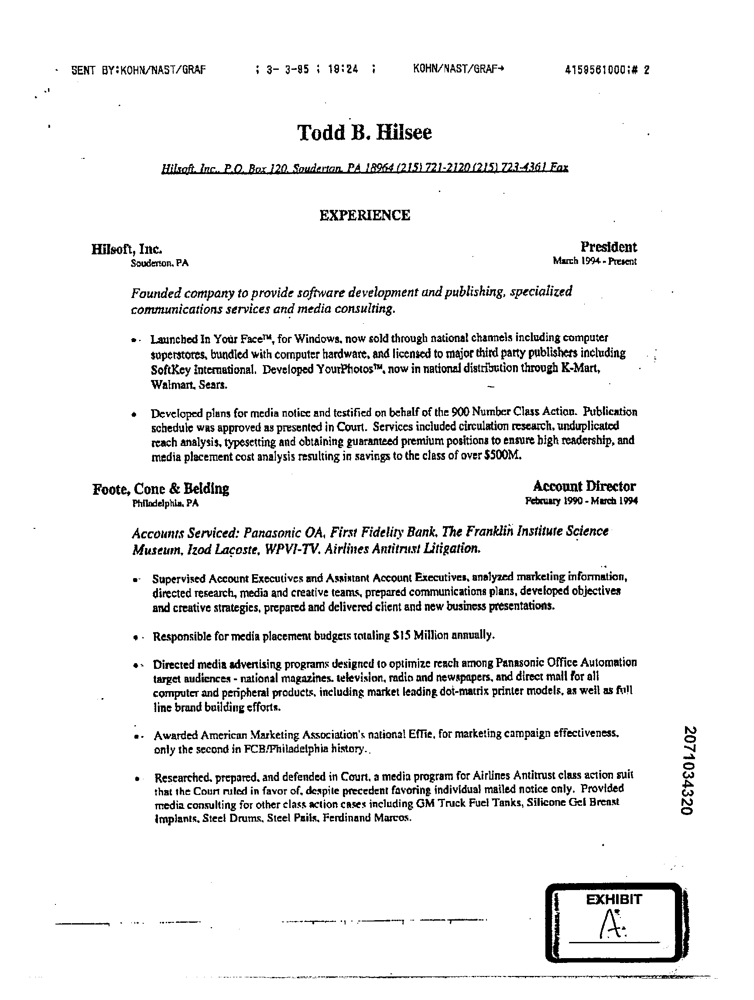 SENT BY:KOHN/NAST/GRAF ; 3- 3-95 ; 18:24 ; KOHN/NAST/GRAF→ 4159561000;# 2
Todd B. Hilsee
Hilsoft, Inc., P.O. Box 120, Souderton, PA 18964 (215) 721-2120 (215) 723-4361 Fax
EXPERIENCE
Hilsoft, Inc. President
Souderton, PA March 1994 - Present
Founded company to provide software development and publishing, specialized
communications services and media consulting.
• Launched In Your Face™, for Windows, now sold through national channels including computer
superstores, bundled with computer hardware, and licensed to major third party publishers including
SoftKey International. Developed YourPhotos™, now in national distribution through K-Mart,
Walmart, Sears.
• Developed plans for media notice and testified on behalf of the 900 Number Class Action. Publication
schedule was approved as presented in Court. Services included circulation research, unduplicated
reach analysis, typesetting and obtaining guaranteed premium positions to ensure high readership, and
media placement cost analysis resulting in savings to the class of over $500M.
Foote, Cone & Belding Account Director
Philadelphia, PA February 1990 - March 1994
Accounts Serviced: Panasonic OA, First Fidelity Bank, The Franklin Institute Science
Museum, Izod Lacoste, WPVI-TV, Airlines Antitrust Litigation.
• Supervised Account Executives and Assistant Account Executives, analyzed marketing information,
directed research, media and creative teams, prepared communications plans, developed objectives
and creative strategies, prepared and delivered client and new business presentations.
• Responsible for media placement budgets totaling $15 Million annually.
• Directed media advertising programs designed to optimize reach among Panasonic Office Automation
target audiences - national magazines, television, radio and newspapers, and direct mail for all
computer and peripheral products, including market leading dot-matrix printer models, as well as full
line brand building efforts.
• Awarded American Marketing Association's national Effie, for marketing campaign effectiveness,
only the second in FCB/Philadelphia history.
• Researched, prepared, and defended in Court, a media program for Airlines Antitrust class action suit
that the Court ruled in favor of, despite precedent favoring individual mailed notice only. Provided
media consulting for other class action cases including GM Truck Fuel Tanks, Silicone Gel Breast
Implants, Steel Drums, Steel Pails, Ferdinand Marcos.
2071034320
EXHIBIT
A.